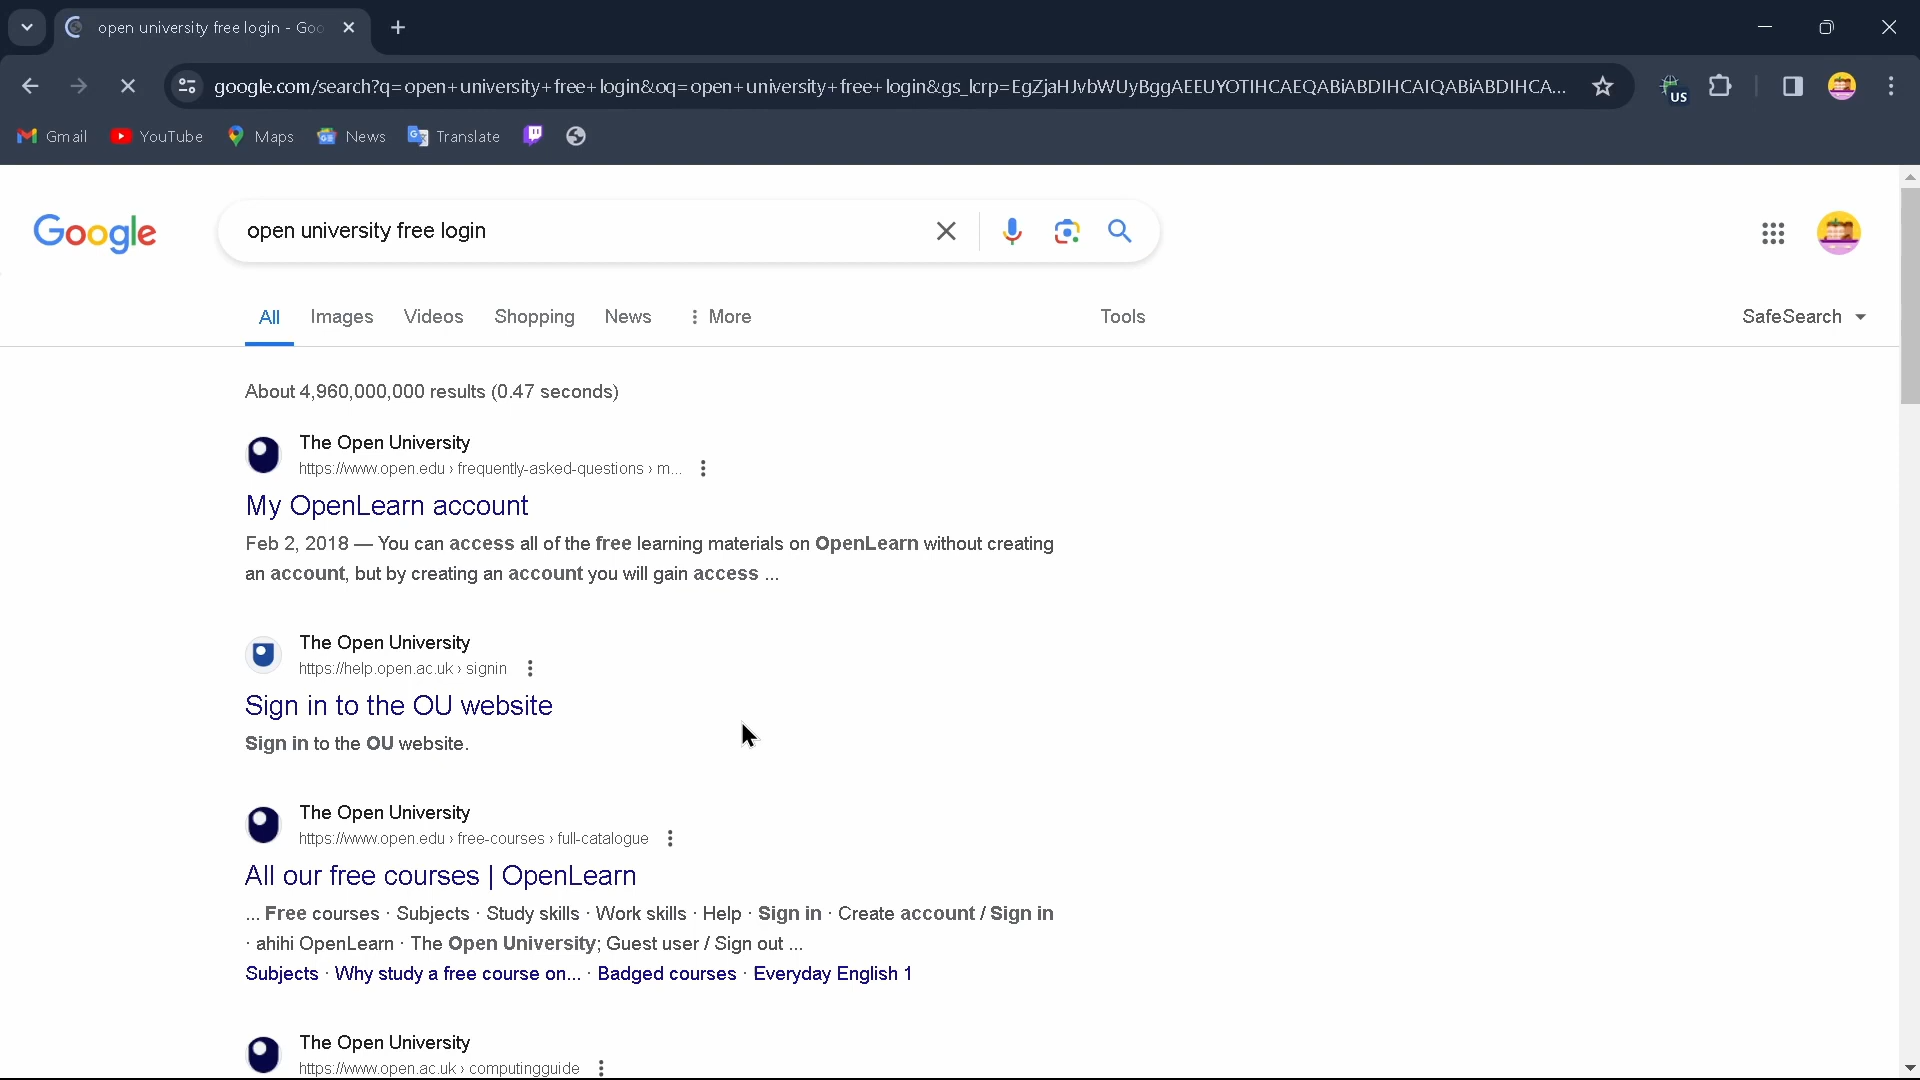 open university free login - Goo
google.com/search?q=open+university+free+login&oq=open+university+free+login&gs_lcrp=EgZjaHJvbWUyBggAEEUYOTIHCAEQABiABDIHCAIQABiABDIHCA...
US
Gmail YouTube Maps News Translate
Google
open university free login
All Images Videos Shopping News More Tools SafeSearch
About 4,960,000,000 results (0.47 seconds)
The Open University
https://www.open.edu › frequently-asked-questions › m...
My OpenLearn account
Feb 2, 2018 — You can access all of the free learning materials on OpenLearn without creating
an account, but by creating an account you will gain access ...
The Open University
https://help.open.ac.uk › signin
Sign in to the OU website
Sign in to the OU website.
The Open University
https://www.open.edu › free-courses › full-catalogue
All our free courses | OpenLearn
... Free courses · Subjects · Study skills · Work skills · Help · Sign in · Create account / Sign in
· ahihi OpenLearn · The Open University; Guest user / Sign out ...
Subjects · Why study a free course on... · Badged courses · Everyday English 1
The Open University
https://www.open.ac.uk › computingguide